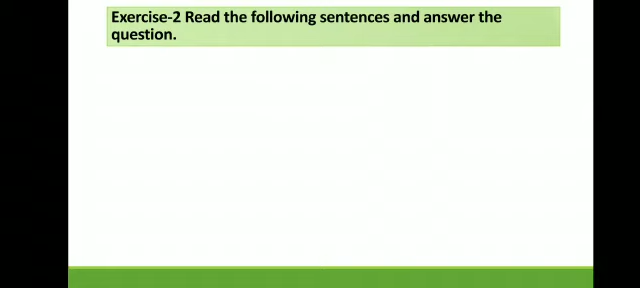 Exercise-2 Read the following sentences and answer the
question.